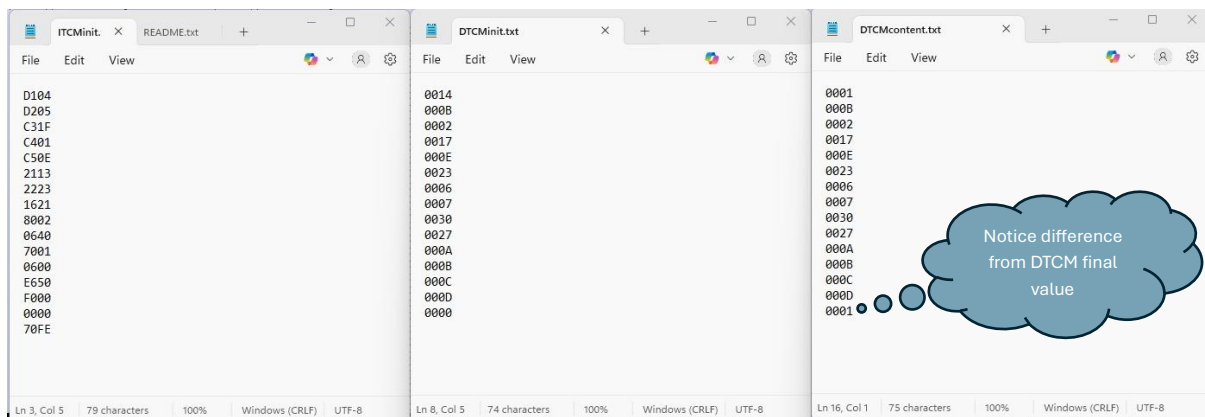 ITCMinit.
README.txt
File Edit View
D104
D205
C31F
C401
C50E
2113
2223
1621
8002
0640
7001
0600
E650
F000
0000
70FE
Ln 3, Col 5 79 characters 100% Windows (CRLF) UTF-8
DTCMinit.txt
File Edit View
0014
000B
0002
0017
000E
0023
0006
0007
0030
0027
000A
000B
000C
000D
0000
Ln 8, Col 5 74 characters 100% Windows (CRLF) UTF-8
DTCMcontent.txt
File Edit View
0001
000B
0002
0017
000E
0023
0006
0007
0030
0027
000A
000B
000C
000D
0001
Notice difference
from DTCM final
value
Ln 16, Col 1 75 characters 100% Windows (CRLF) UTF-8